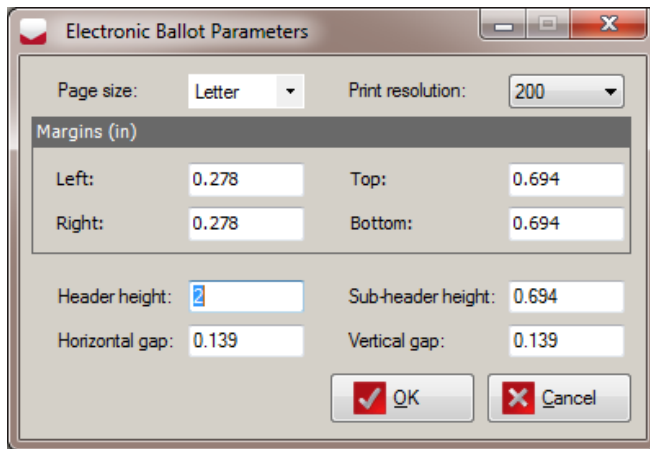 Electronic Ballot Parameters
Page size: Letter Print resolution: 200
Margins (in)
Left: 0.278 Top: 0.694
Right: 0.278 Bottom: 0.694
Header height: 2 Sub-header height: 0.694
Horizontal gap: 0.139 Vertical gap: 0.139
OK Cancel